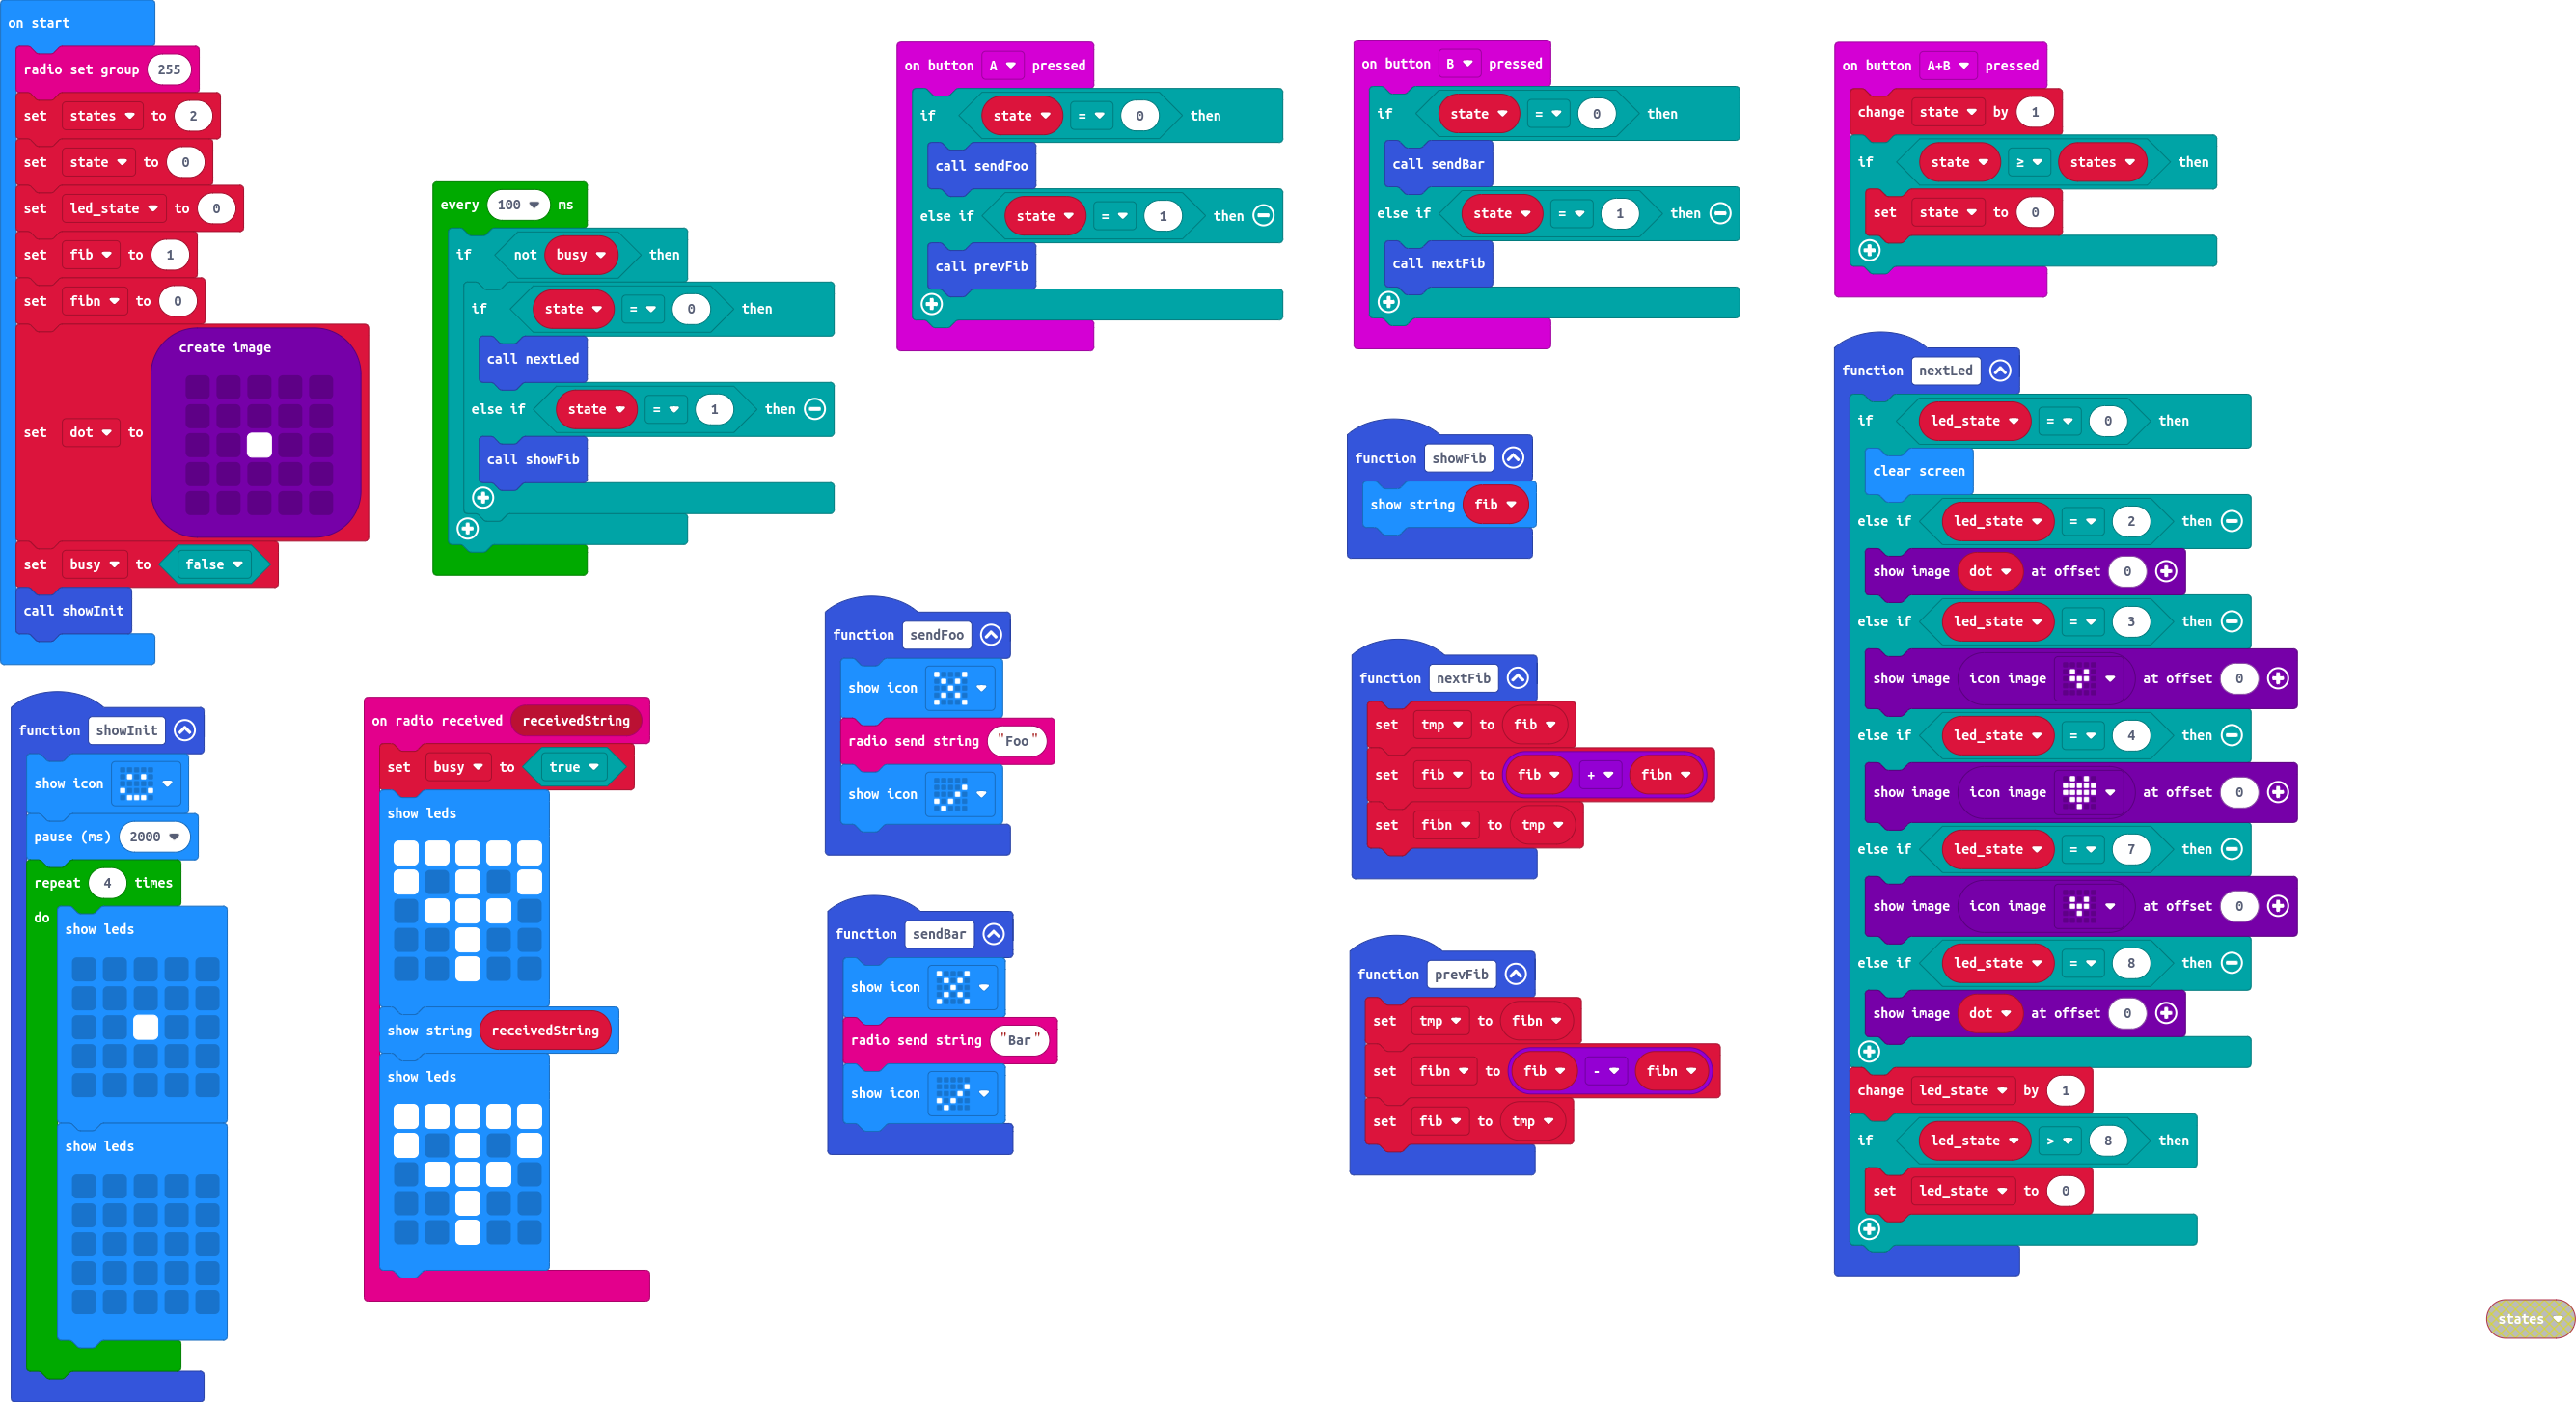 on start
radio set group 255
set states to 2
set state to 0
set led_state to 0
set fib to 1
set fibn to 0
create image
set dot to
set busy to false
call showInit
function showInit
show icon
pause (ms) 2000
repeat 4 times
do
show leds
show leds
every 100 ms
if not busy then
if state = 0 then
call nextLed
else if state = 1 then
call showFib
on radio received receivedString
set busy to true
show leds
show string receivedString
show leds
on button A pressed
if state = 0 then
call sendFoo
else if state = 1 then
call prevFib
function sendFoo
show icon
radio send string "Foo"
show icon
function sendBar
show icon
radio send string "Bar"
show icon
on button B pressed
if state = 0 then
call sendBar
else if state = 1 then
call nextFib
function showFib
show string fib
function nextFib
set tmp to fib
set fib to fib + fibn
set fibn to tmp
function prevFib
set tmp to fibn
set fibn to fib - fibn
set fib to tmp
on button A+B pressed
change state by 1
if state ≥ states then
set state to 0
function nextLed
if led_state = 0 then
clear screen
else if led_state = 2 then
show image dot at offset 0
else if led_state = 3 then
show image icon image at offset 0
else if led_state = 4 then
show image icon image at offset 0
else if led_state = 7 then
show image icon image at offset 0
else if led_state = 8 then
show image dot at offset 0
change led_state by 1
if led_state > 8 then
set led_state to 0
states